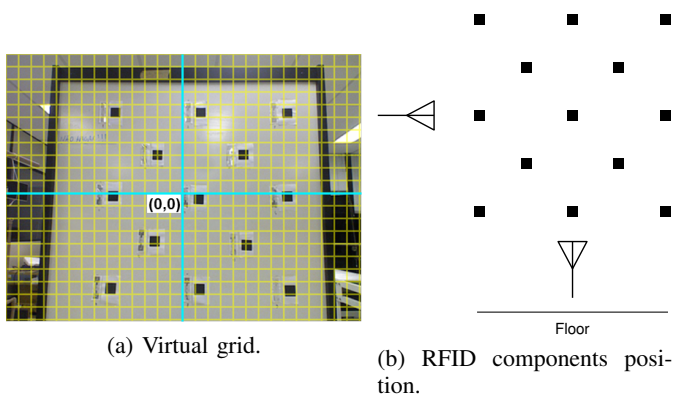 (0,0)
Floor
(a) Virtual grid.
(b) RFID components posi-
tion.